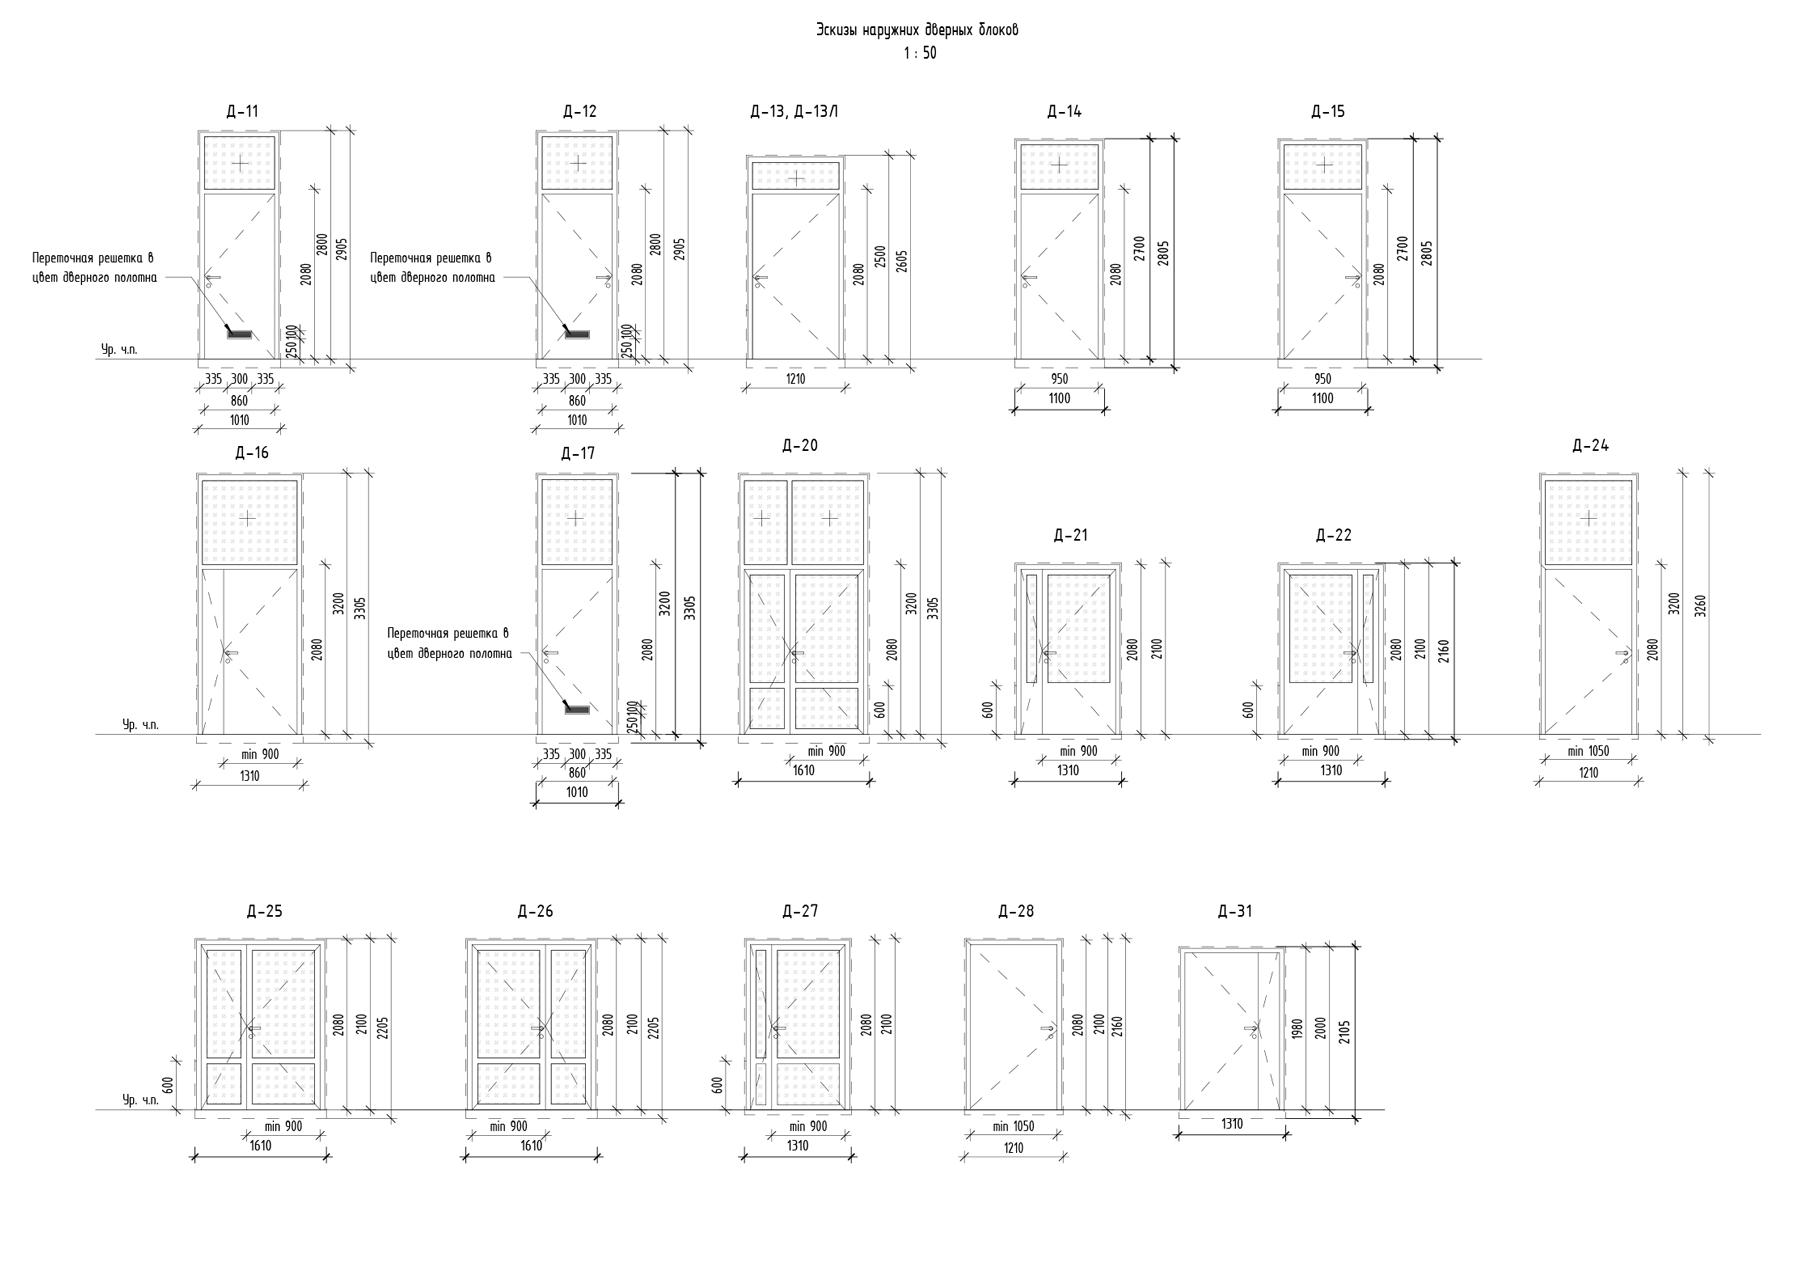 Эскизы наружних дверных блоков
1 : 50
Д-11
Д-12
Д-13, Д-13Л
Д-14
Д-15
Переточная решетка в
цвет дверного полотна
2080
2800
2905
250 100
Переточная решетка в
цвет дверного полотна
2080
2800
2905
250 100
2080
2500
2605
2080
2700
2805
2080
2700
2805
Ур. ч.п.
335 300 335
860
1010
335 300 335
860
1010
1210
950
1100
950
1100
Д-16
Д-17
Д-20
Д-21
Д-22
Д-24
2080
3200
3305
Переточная решетка в
цвет дверного полотна
2080
3200
3305
250 100
600
2080
3200
3305
600
2080
2100
600
2080
2100
2160
2080
3200
3260
Ур. ч.п.
min 900
1310
335 300 335
860
1010
min 900
1610
min 900
1310
min 900
1310
min 1050
1210
Д-25
Д-26
Д-27
Д-28
Д-31
600
2080
2100
2205
2080
2100
2205
600
2080
2100
2080
2100
2160
1980
2000
2105
Ур. ч.п.
min 900
1610
min 900
1610
min 900
1310
min 1050
1210
1310